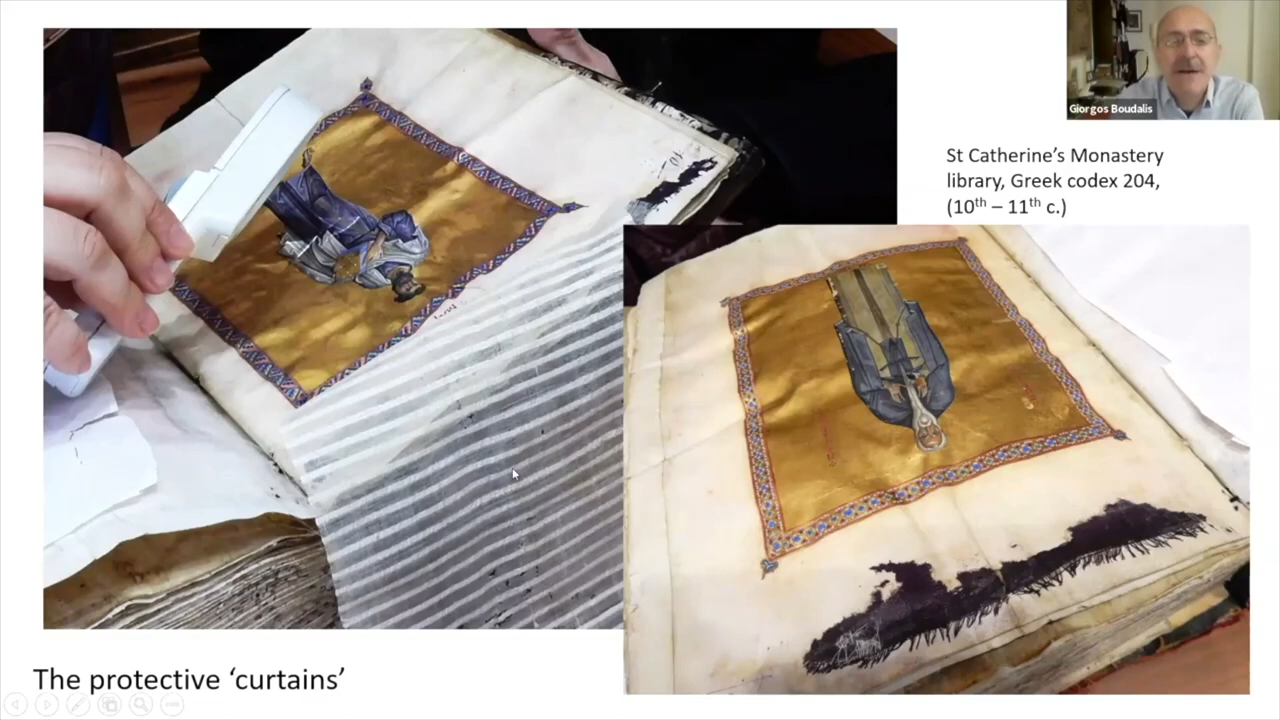 Giorgos Boudalis
St Catherine’s Monastery
library, Greek codex 204,
(10th – 11th c.)
The protective ‘curtains’